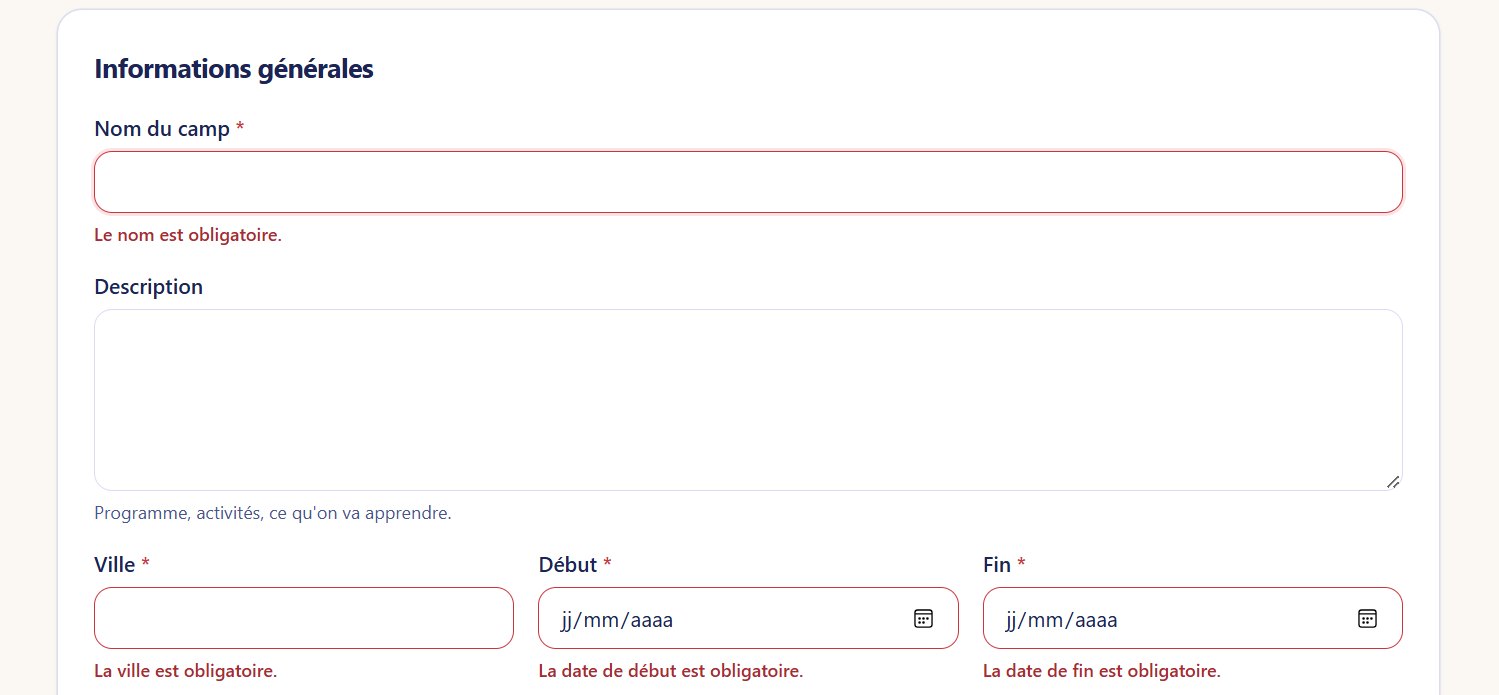 Informations générales
Nom du camp *
Le nom est obligatoire.
Description
Programme, activités, ce qu'on va apprendre.
Ville * Début * Fin *
jj/mm/aaaa jj/mm/aaaa
La ville est obligatoire. La date de début est obligatoire. La date de fin est obligatoire.